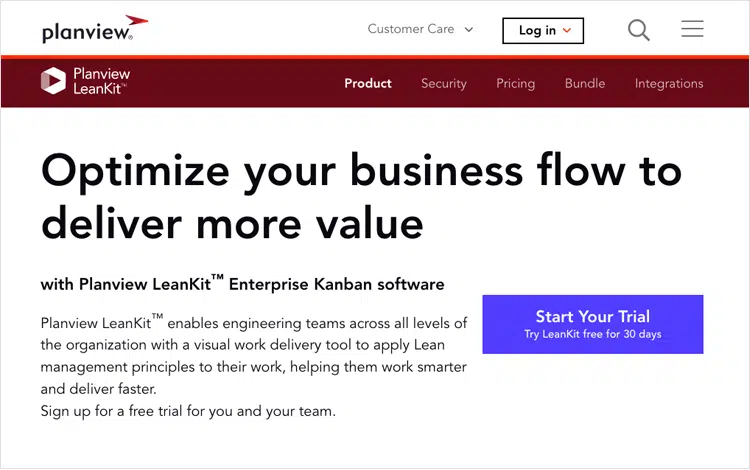 planview®
Customer Care
Log in
Planview
LeanKit™
Product
Security
Pricing
Bundle
Integrations
Optimize your business flow to
deliver more value
with Planview LeanKit™ Enterprise Kanban software
Planview LeanKit™ enables engineering teams across all levels of
the organization with a visual work delivery tool to apply Lean
management principles to their work, helping them work smarter
and deliver faster.
Sign up for a free trial for you and your team.
Start Your Trial
Try LeanKit free for 30 days